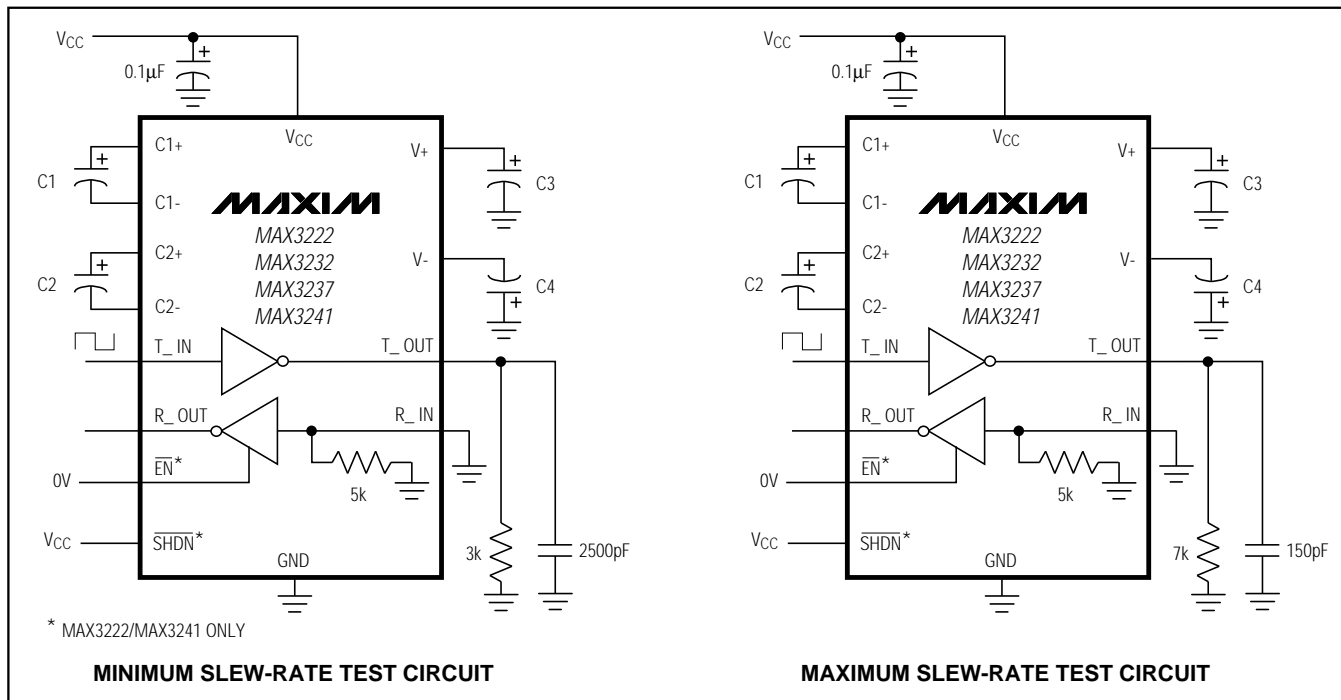 VCC
0.1µF
+
C1+
VCC
V+
+
C1
+
C3
C1-
MAXIM
MAX3222
C2+
MAX3232
V-
C2
+
MAX3237
C4
+
C2-
MAX3241
T_ IN
T_ OUT
R_ OUT
R_ IN
EN*
0V
5k
VCC
SHDN*
3k
2500pF
GND
* MAX3222/MAX3241 ONLY
MINIMUM SLEW-RATE TEST CIRCUIT
VCC
0.1µF
+
C1+
VCC
V+
+
C1
+
C3
C1-
MAXIM
MAX3222
C2+
MAX3232
V-
C2
+
MAX3237
C4
+
C2-
MAX3241
T_ IN
T_ OUT
R_ OUT
R_ IN
EN*
0V
5k
VCC
SHDN*
7k
150pF
GND
MAXIMUM SLEW-RATE TEST CIRCUIT